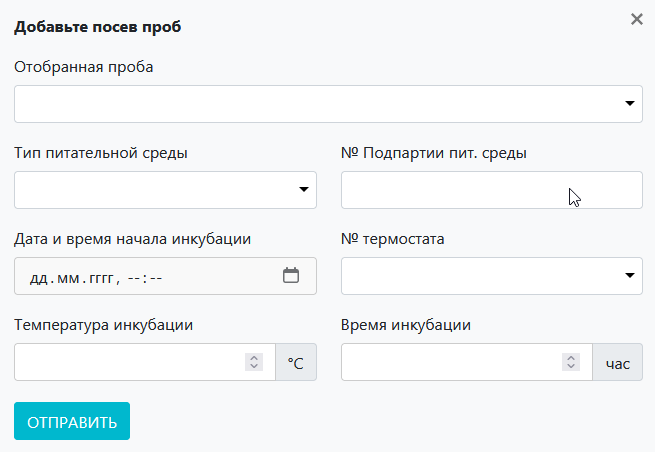 Добавьте посев проб
Отобранная проба
Тип питательной среды
№ Подпартии пит. среды
Дата и время начала инкубации
№ термостата
дд.мм.гггг, --:--
Температура инкубации
Время инкубации
°C
час
ОТПРАВИТЬ